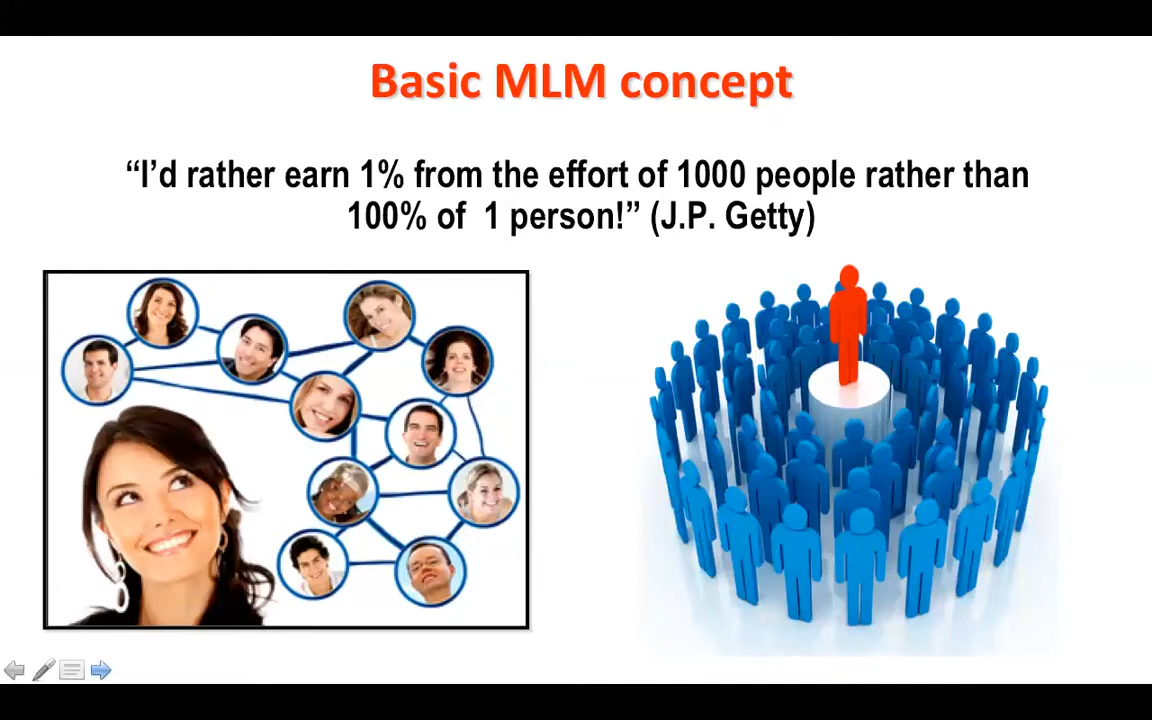 Basic MLM concept
“I’d rather earn 1% from the effort of 1000 people rather than
100% of  1 person!” (J.P. Getty)